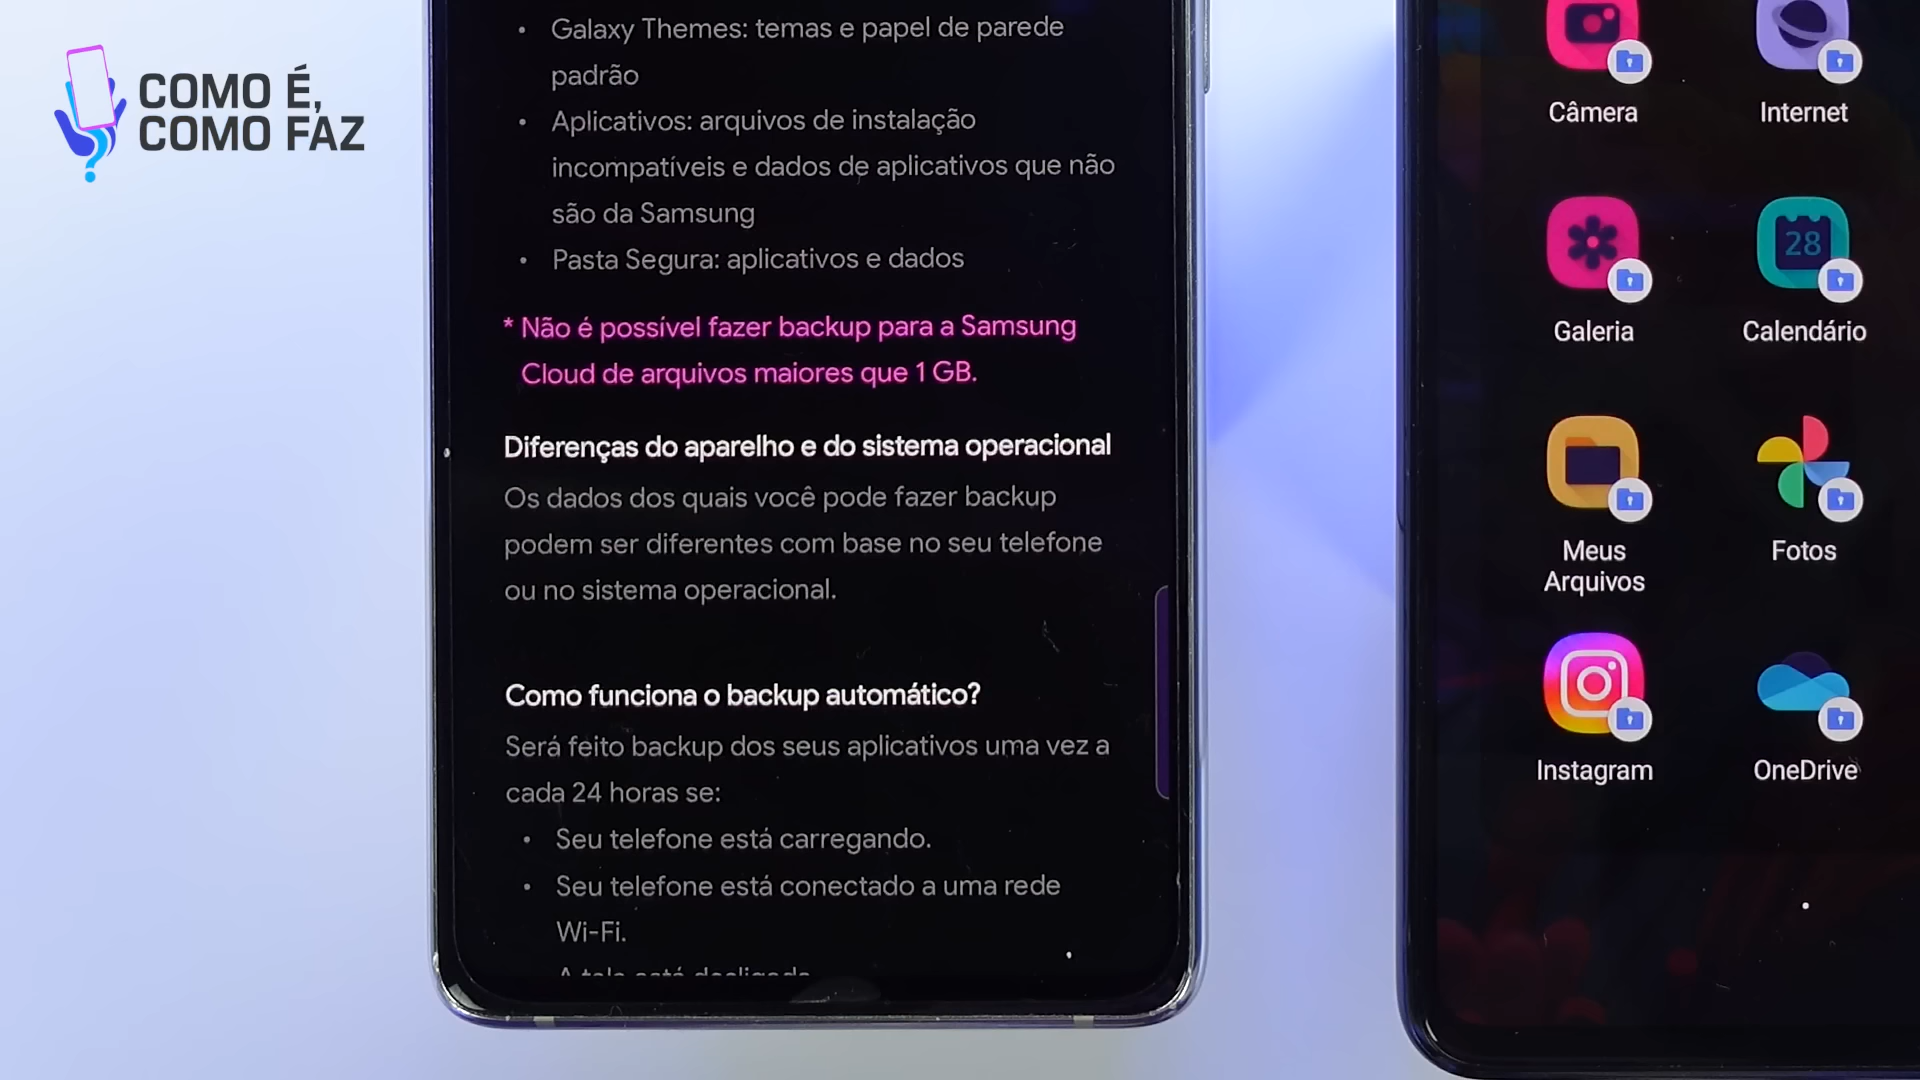 COMO É,
COMO FAZ
• Galaxy Themes: temas e papel de parede
padrão
• Aplicativos: arquivos de instalação
incompatíveis e dados de aplicativos que não
são da Samsung
• Pasta Segura: aplicativos e dados
* Não é possível fazer backup para a Samsung
Cloud de arquivos maiores que 1 GB.
Diferenças do aparelho e do sistema operacional
Os dados dos quais você pode fazer backup
podem ser diferentes com base no seu telefone
ou no sistema operacional.
Como funciona o backup automático?
Será feito backup dos seus aplicativos uma vez a
cada 24 horas se:
• Seu telefone está carregando.
• Seu telefone está conectado a uma rede
Wi-Fi.
A tela está desligada
Câmera
Internet
28
Galeria
Calendário
Meus
Arquivos
Fotos
Instagram
OneDrive